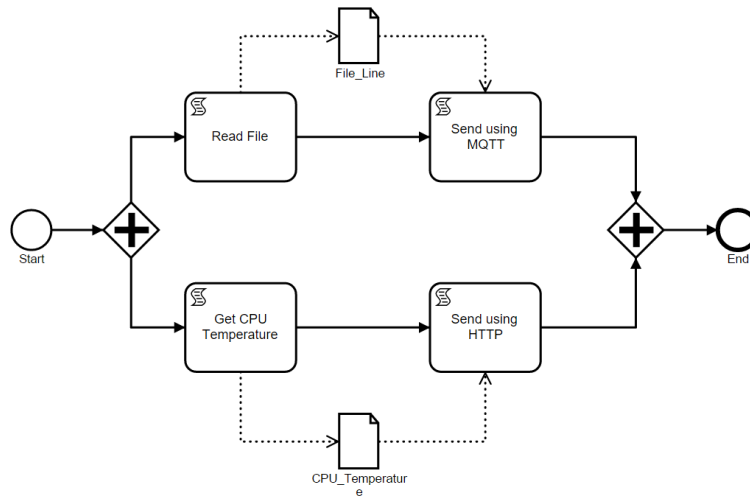 File_Line
Read File
Send using
MQTT
Start
End
Get CPU
Temperature
Send using
HTTP
CPU_Temperatur
e